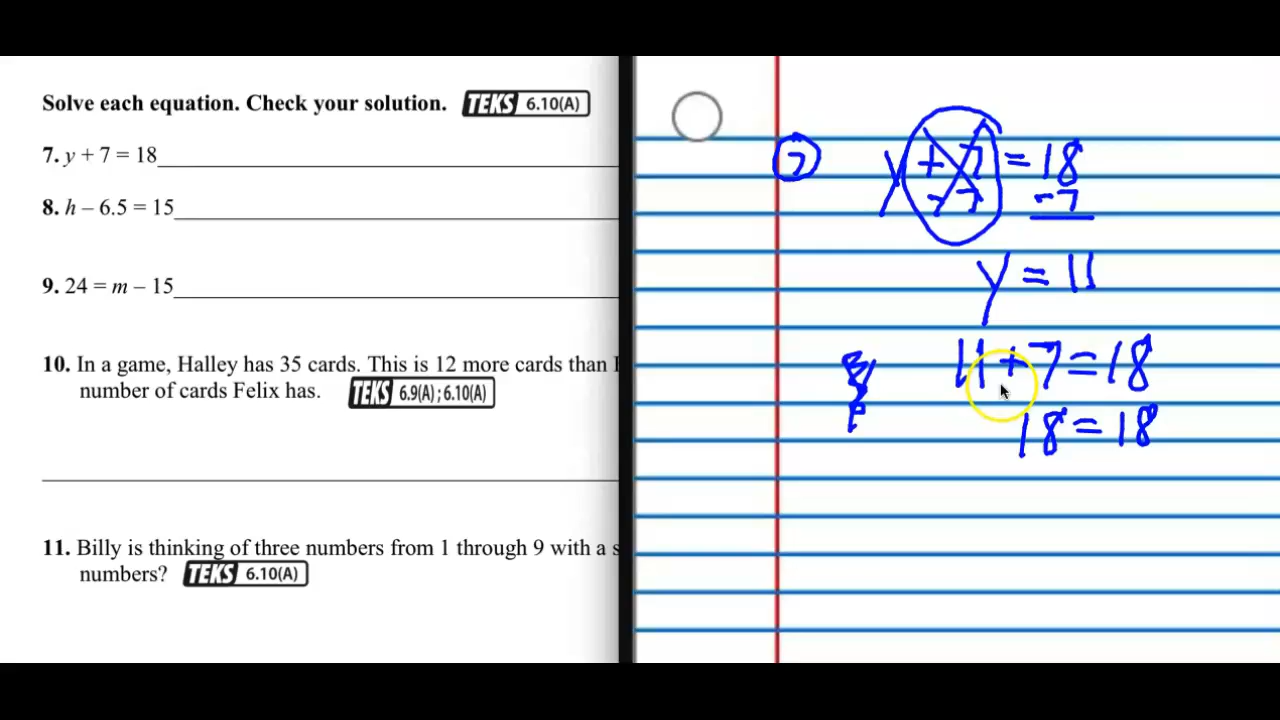 Solve each equation. Check your solution. TEKS 6.10(A)
7. y + 7 = 18
8. h – 6.5 = 15
9. 24 = m – 15
10. In a game, Halley has 35 cards. This is 12 more cards than
number of cards Felix has. TEKS 6.9(A) ; 6.10(A)
11. Billy is thinking of three numbers from 1 through 9 with a s
numbers? TEKS 6.10(A)
7 y + 7 = 18
- 7 - 7
y = 11
11 + 7 = 18
18 = 18